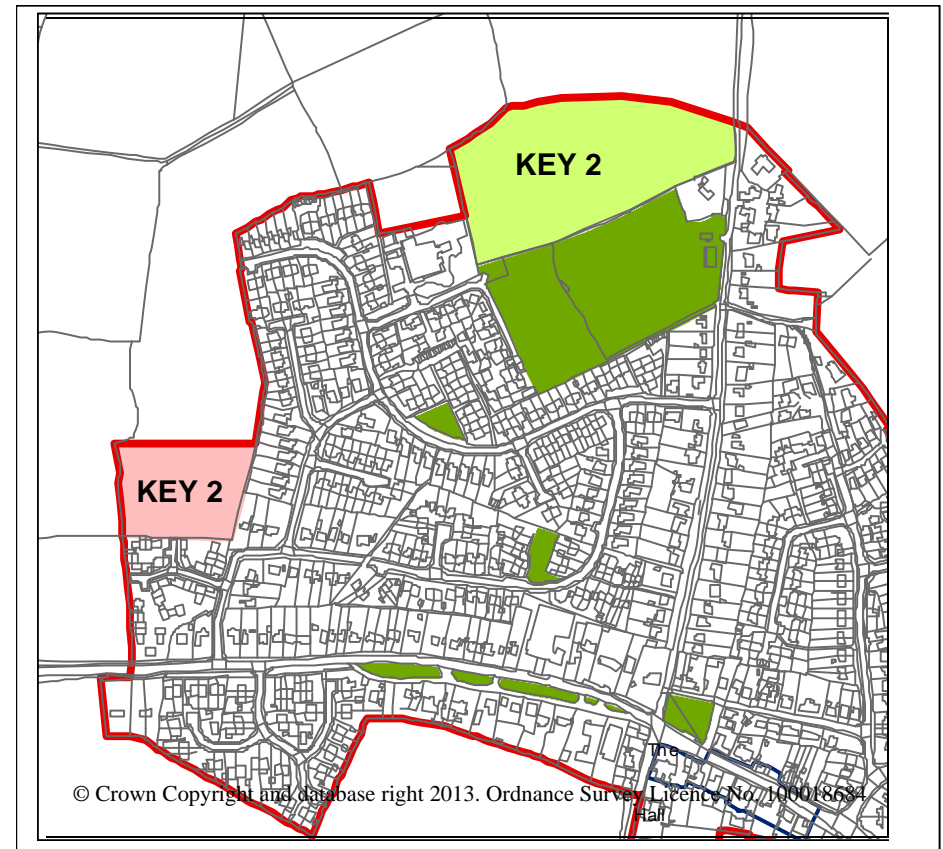 KEY 2
KEY 2
The
© Crown Copyright and database right 2013. Ordnance Survey Licence No. 100018684
Hall